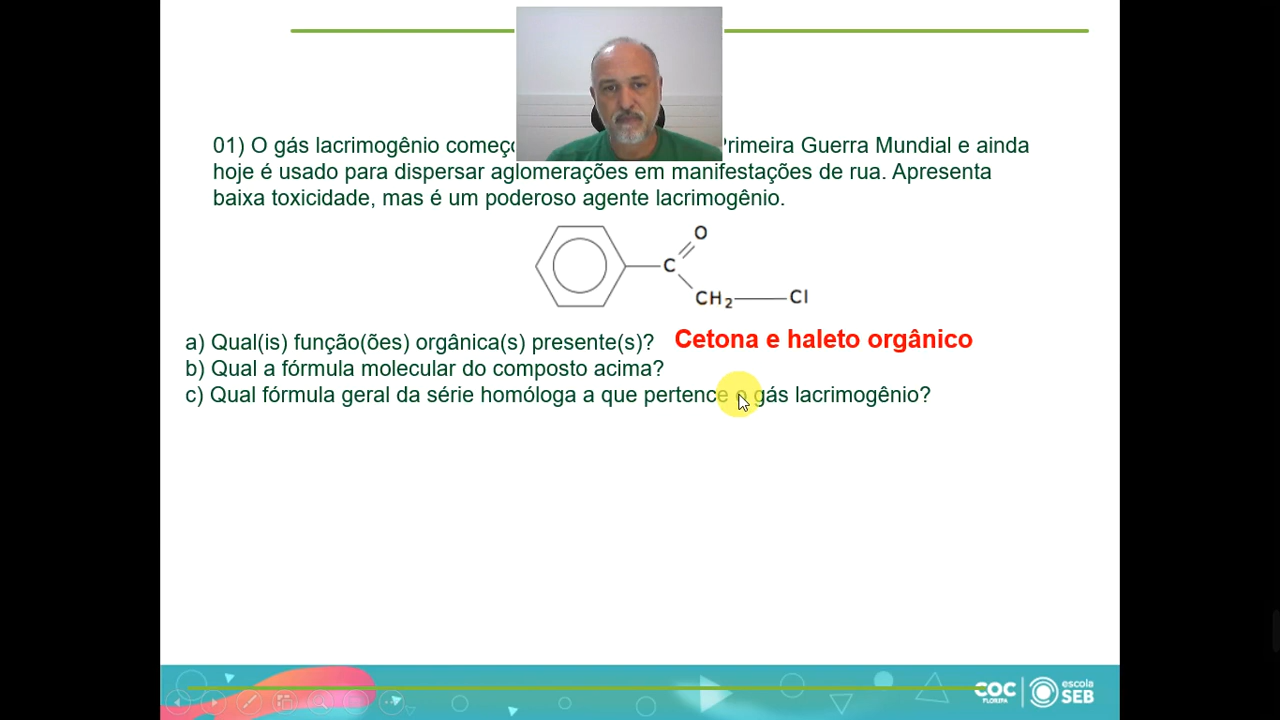 01) O gás lacrimogênio Primeira Guerra Mundial e ainda
hoje é usado para dispersar aglomerações em manifestações de rua. Apresenta
baixa toxicidade, mas é um poderoso agente lacrimogênio.
O
C
CH2 Cl
a) Qual(is) função(ões) orgânica(s) presente(s)? Cetona e haleto orgânico
b) Qual a fórmula molecular do composto acima?
c) Qual fórmula geral da série homóloga a que pertence o gás lacrimogênio?
COC FLORIPA escola SEB